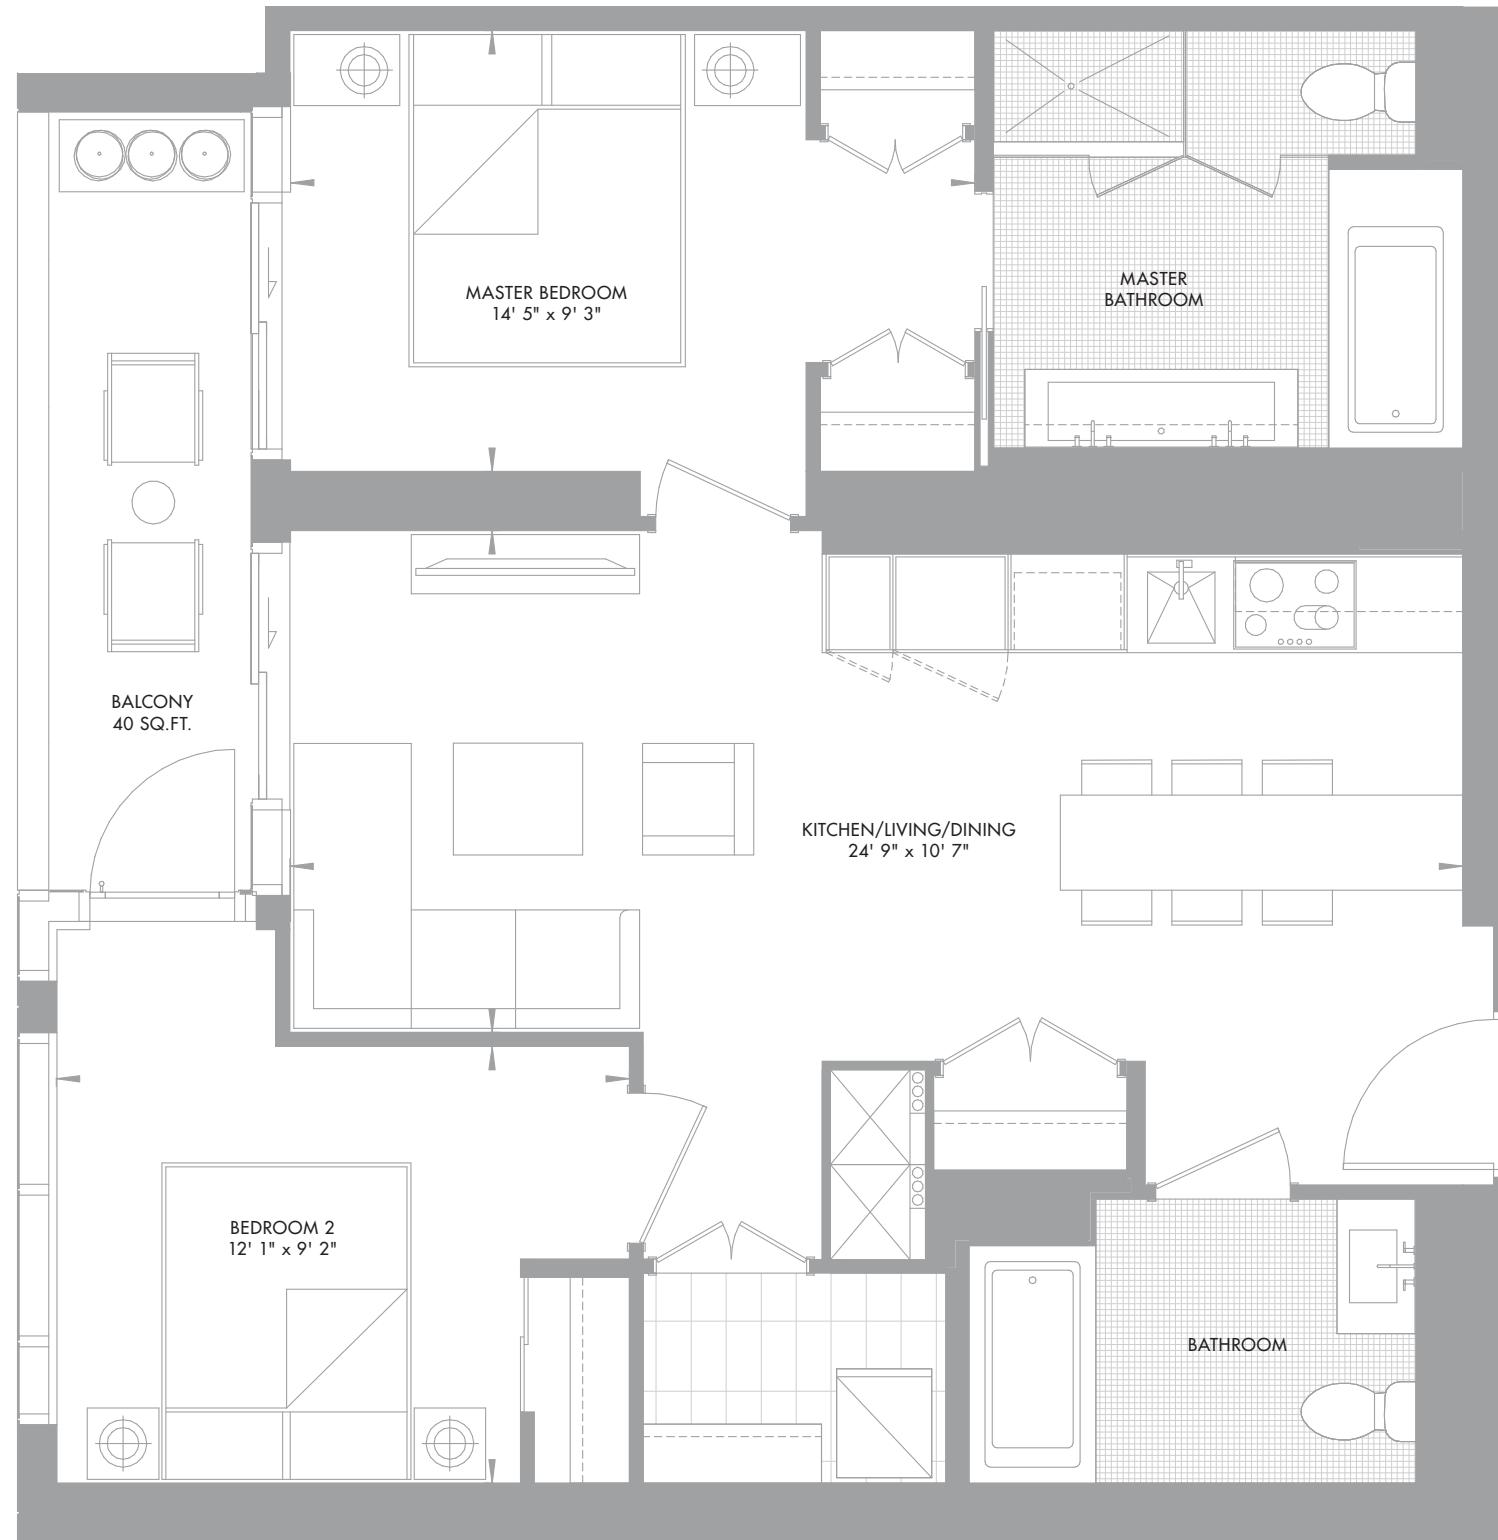 MASTER BEDROOM
14' 5" x 9' 3"
MASTER
BATHROOM
BALCONY
40 SQ.FT.
KITCHEN/LIVING/DINING
24' 9" x 10' 7"
BEDROOM 2
12' 1" x 9' 2"
BATHROOM